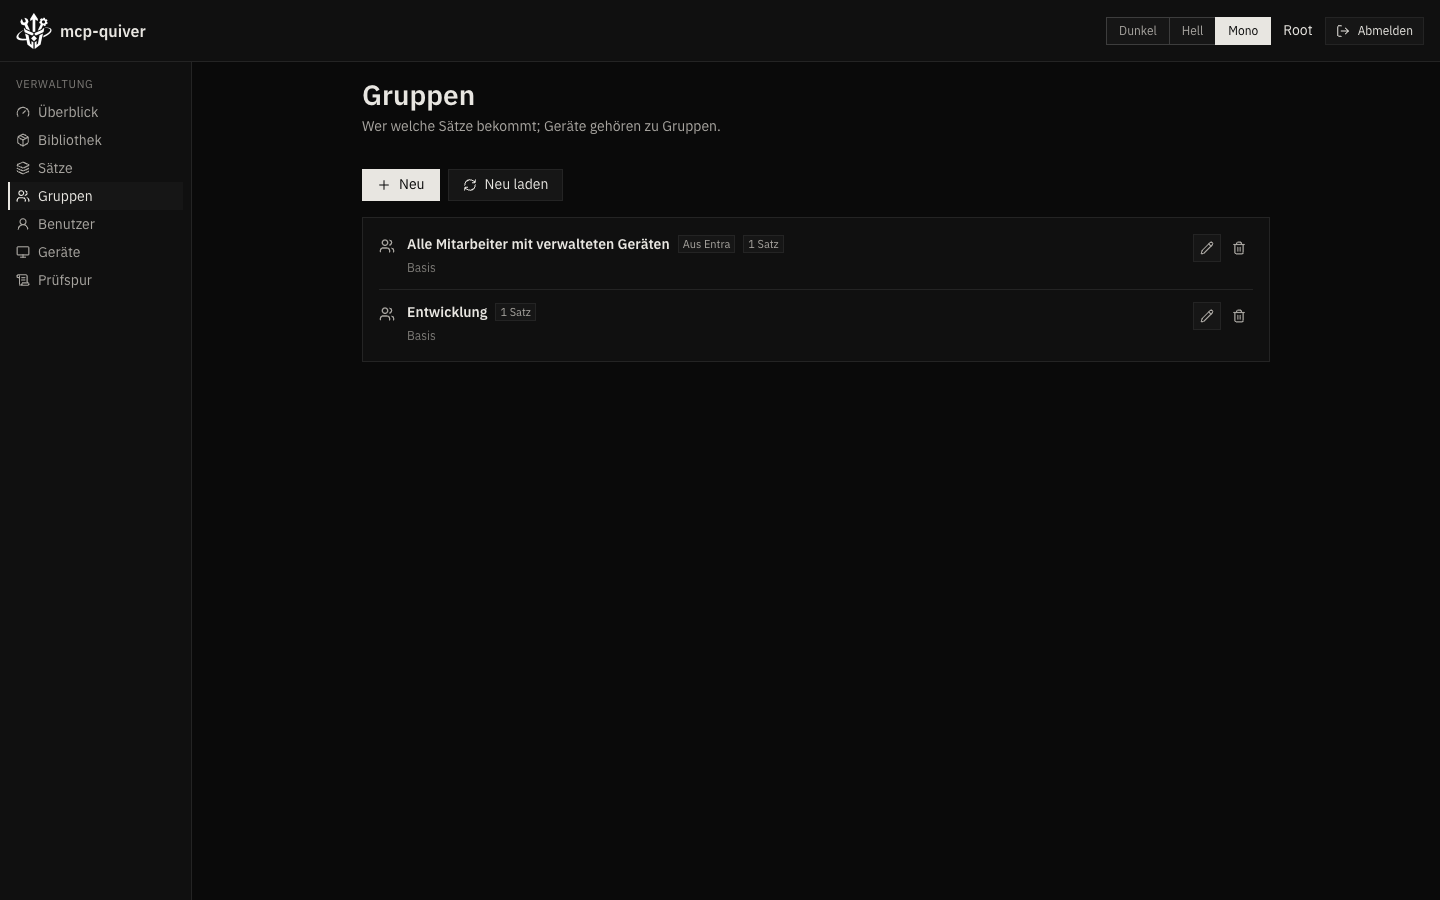 mcp-quiver
Dunkel Hell Mono Root Abmelden
VERWALTUNG
Überblick
Bibliothek
Sätze
Gruppen
Benutzer
Geräte
Prüfspur
Gruppen
Wer welche Sätze bekommt; Geräte gehören zu Gruppen.
Neu Neu laden
Alle Mitarbeiter mit verwalteten Geräten Aus Entra 1 Satz
Basis
Entwicklung 1 Satz
Basis